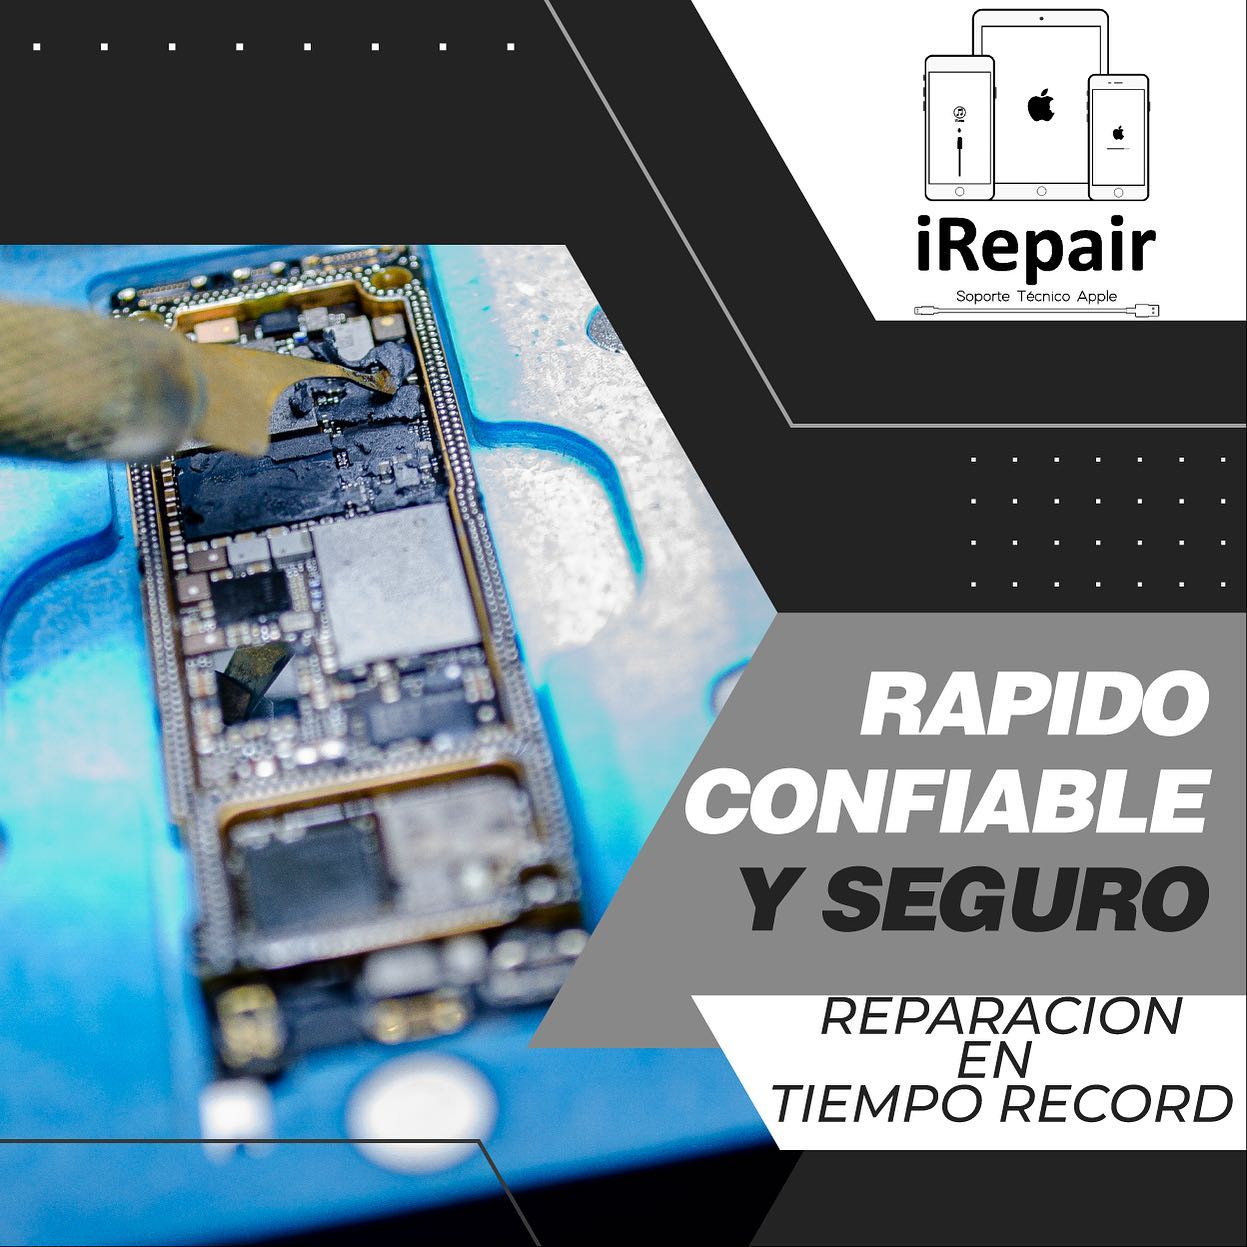 iRepair
Soporte Técnico Apple
RAPIDO
CONFIABLE
Y SEGURO
REPARACION
EN
TIEMPO RECORD